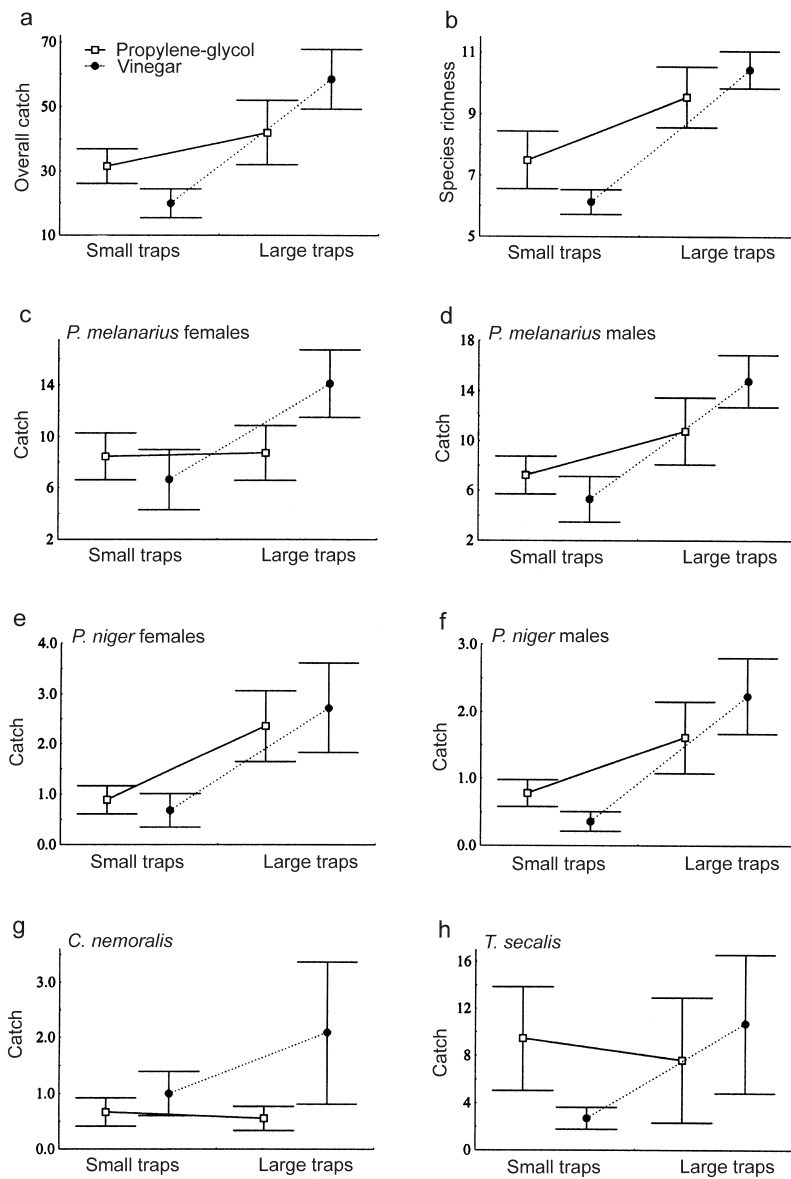 a
70
50
30
10
Overall catch
Propylene-glycol
Vinegar
Small traps Large traps
b
11
9
7
5
Species richness
Small traps Large traps
c
P. melanarius females
14
10
6
2
Catch
Small traps Large traps
d
P. melanarius males
18
14
10
6
2
Catch
Small traps Large traps
e
P. niger females
4.0
3.0
2.0
1.0
0.0
Catch
Small traps Large traps
f
P. niger males
3.0
2.0
1.0
0.0
Catch
Small traps Large traps
g
C. nemoralis
3.0
2.0
1.0
0.0
Catch
Small traps Large traps
h
T. secalis
16
12
8
4
0
Catch
Small traps Large traps